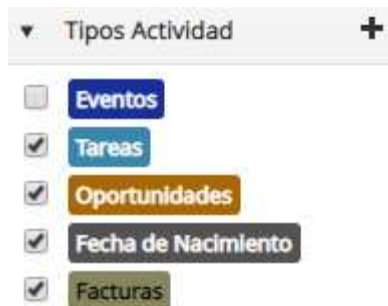 Tipos Actividad
Eventos
Tareas
Oportunidades
Fecha de Nacimiento
Facturas